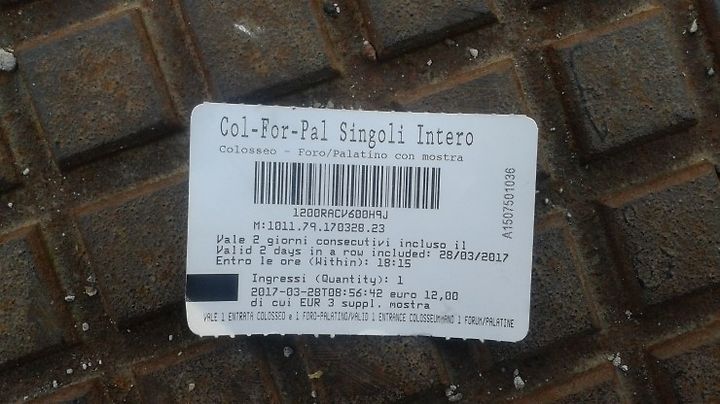 Col-For-Pal Singoli Intero
Colosseo - Foro/Palatino con mostra
1200RACV600H9J
M:1011.79.170328.23
Vale 2 giorni consecutivi incluso il
Valid 2 days in a row included: 28/03/2017
Entro le ore (Within): 18:15
Ingressi (Quantity): 1
2017-03-28T08:56:42 euro 12,00
di cui EUR 3 suppl. mostra
VALE 1 ENTRATA COLOSSEO e 1 FORO-PALATINO/VALID 1 ENTRANCE COLOSSEUM AND 1 FORUM/PALATINE
A1507501036